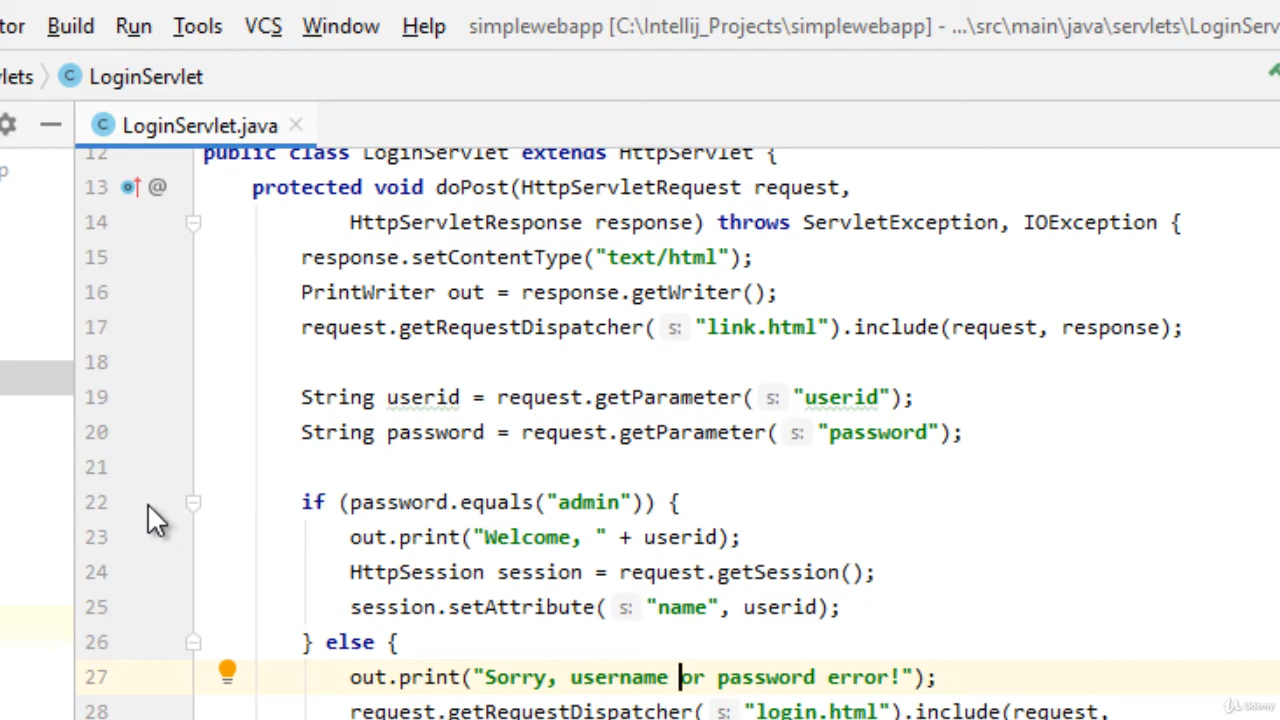 tor Build Run Tools VCS Window Help simplewebapp [C:\Intellij_Projects\simplewebapp] - ...\src\main\java\servlets\LoginServ
vlets LoginServlet
LoginServlet.java
12 public class LoginServlet extends HttpServlet {
13 @ protected void doPost(HttpServletRequest request,
14 HttpServletResponse response) throws ServletException, IOException {
15 response.setContentType("text/html");
16 PrintWriter out = response.getWriter();
17 request.getRequestDispatcher( s: "link.html").include(request, response);
18
19 String userid = request.getParameter( s: "userid");
20 String password = request.getParameter( s: "password");
21
22 if (password.equals("admin")) {
23 out.print("Welcome, " + userid);
24 HttpSession session = request.getSession();
25 session.setAttribute( s: "name", userid);
26 } else {
27 out.print("Sorry, username or password error!");
28 request.getRequestDispatcher( s: "login.html").include(request,
Udemy